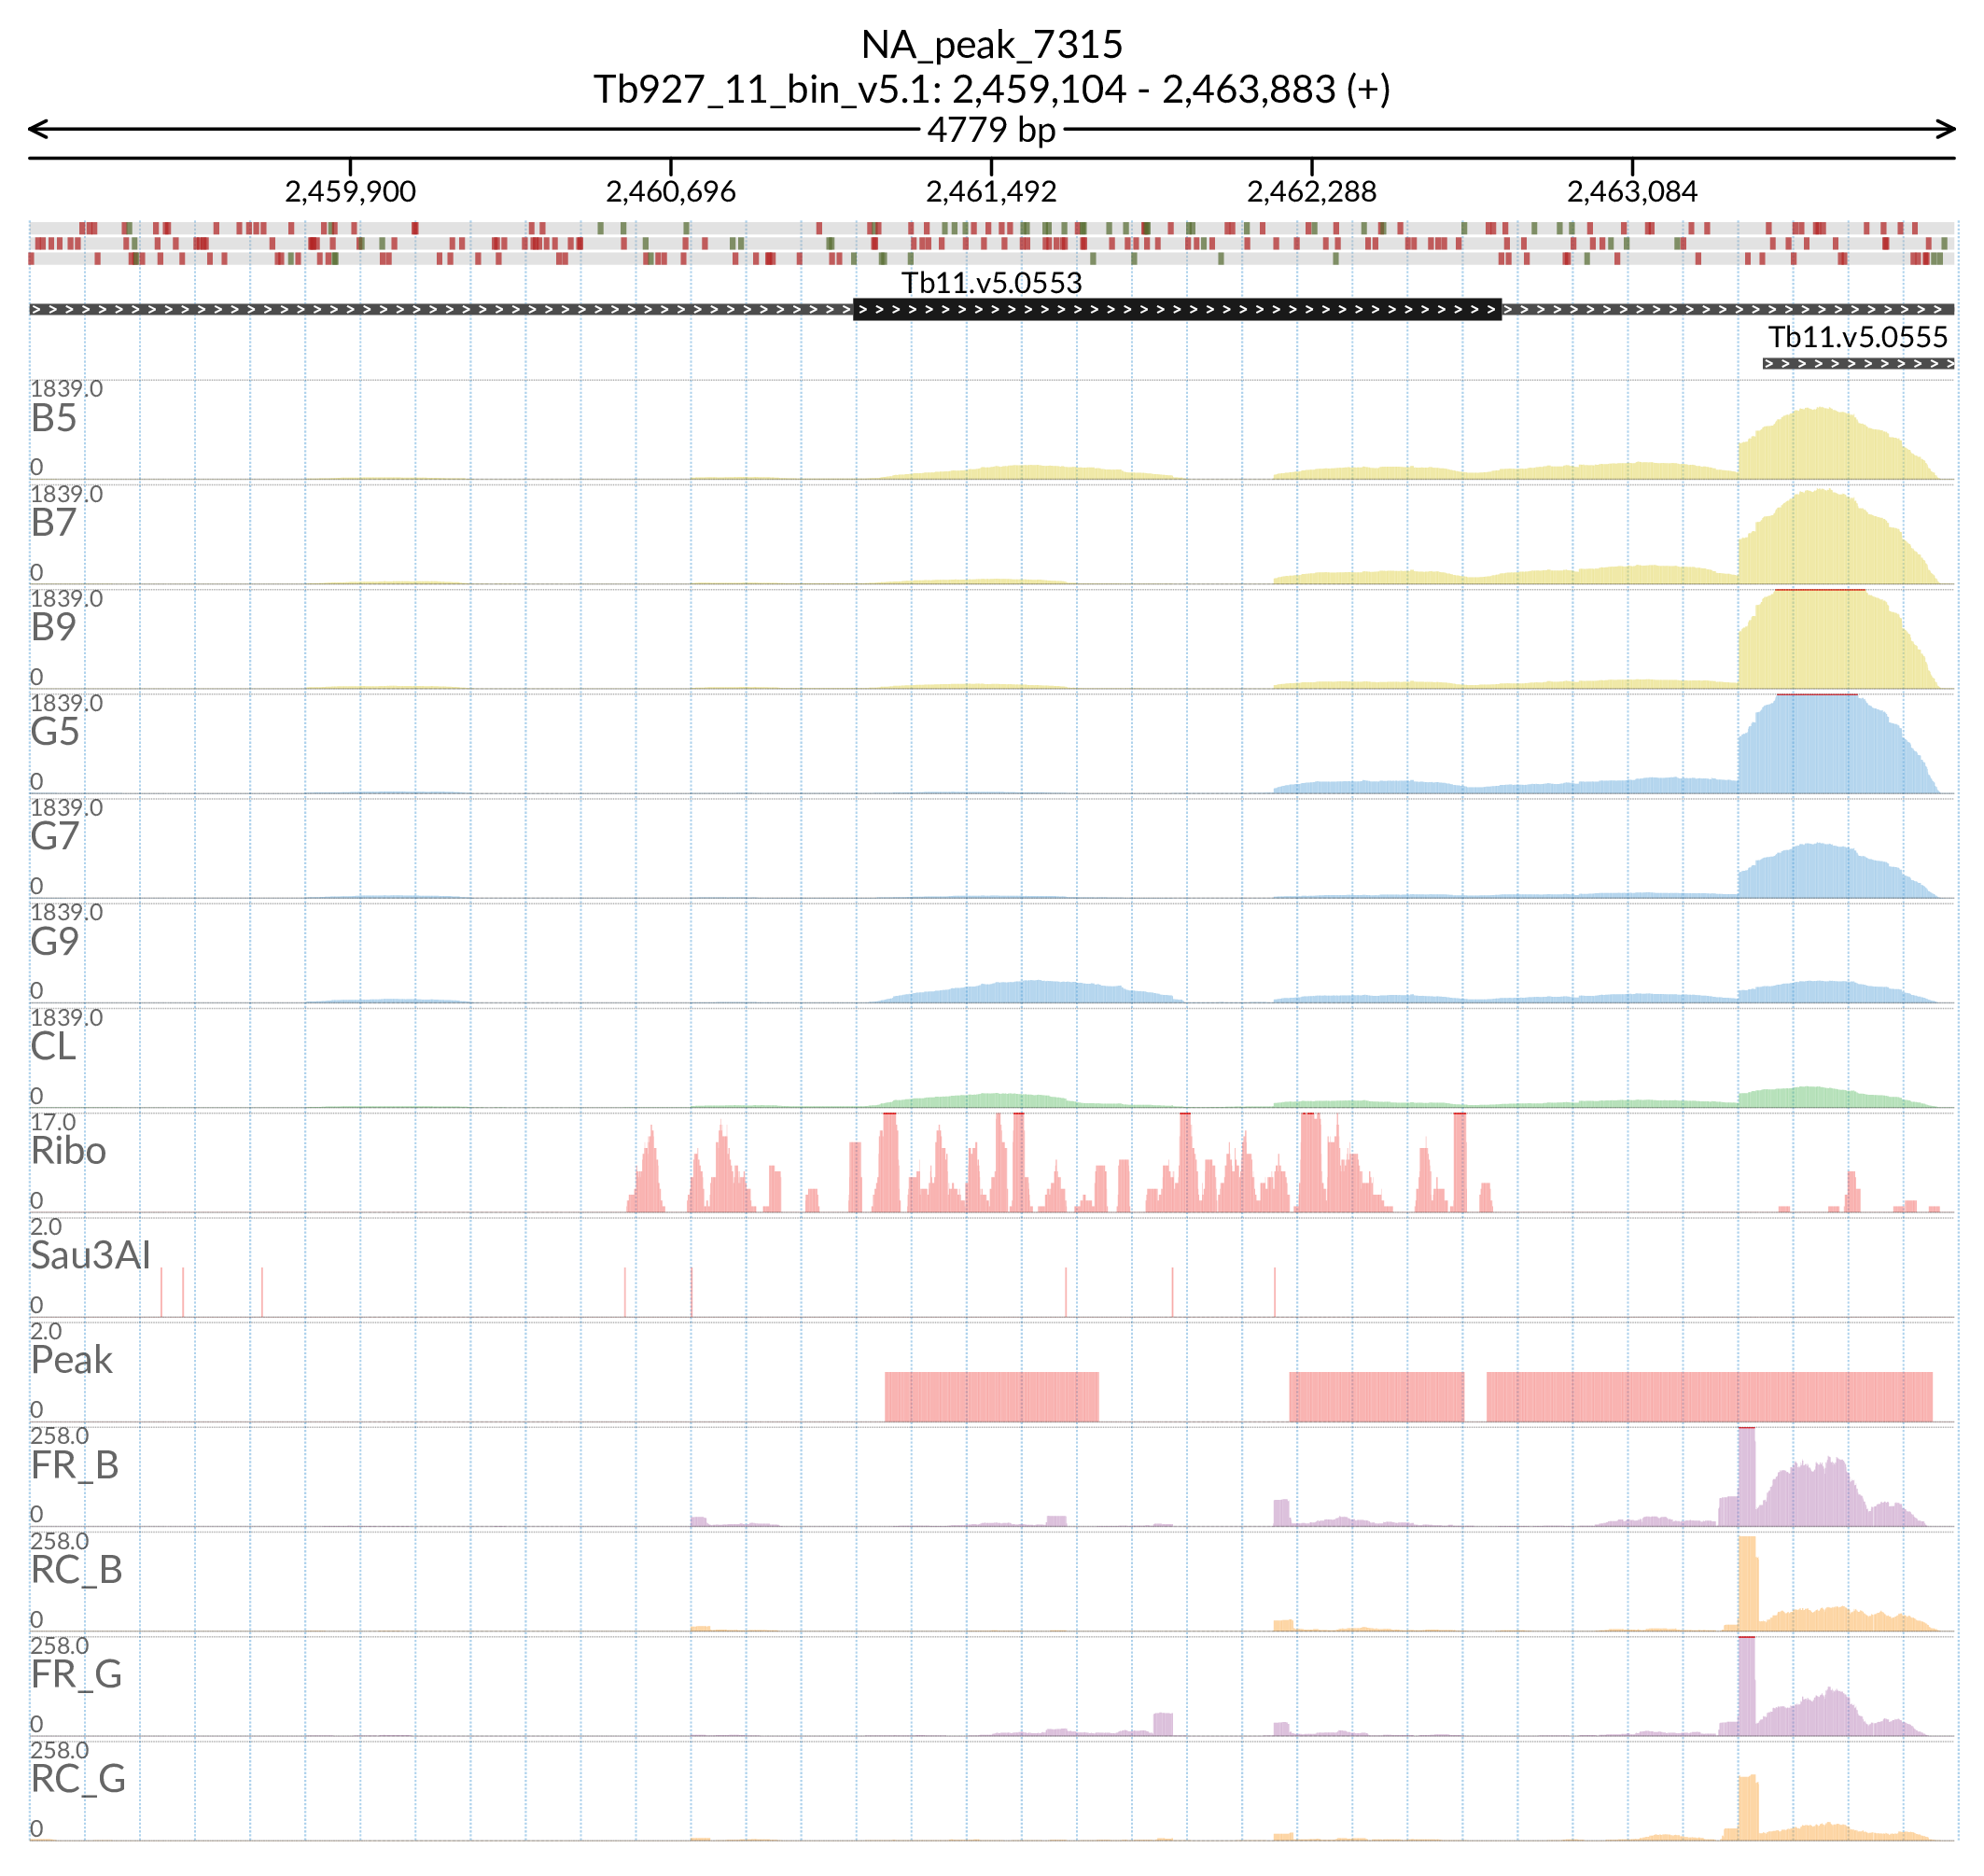 NA_peak_7315
Tb927_11_bin_v5.1: 2,459,104 - 2,463,883 (+)
4779 bp
2,459,900 2,460,696 2,461,492 2,462,288 2,463,084
Tb11.v5.0553
Tb11.v5.0555
1839.0
B5
0
1839.0
B7
0
1839.0
B9
0
1839.0
G5
0
1839.0
G7
0
1839.0
G9
0
1839.0
CL
0
17.0
Ribo
0
2.0
Sau3AI
0
2.0
Peak
0
258.0
FR_B
0
258.0
RC_B
0
258.0
FR_G
0
258.0
RC_G
0